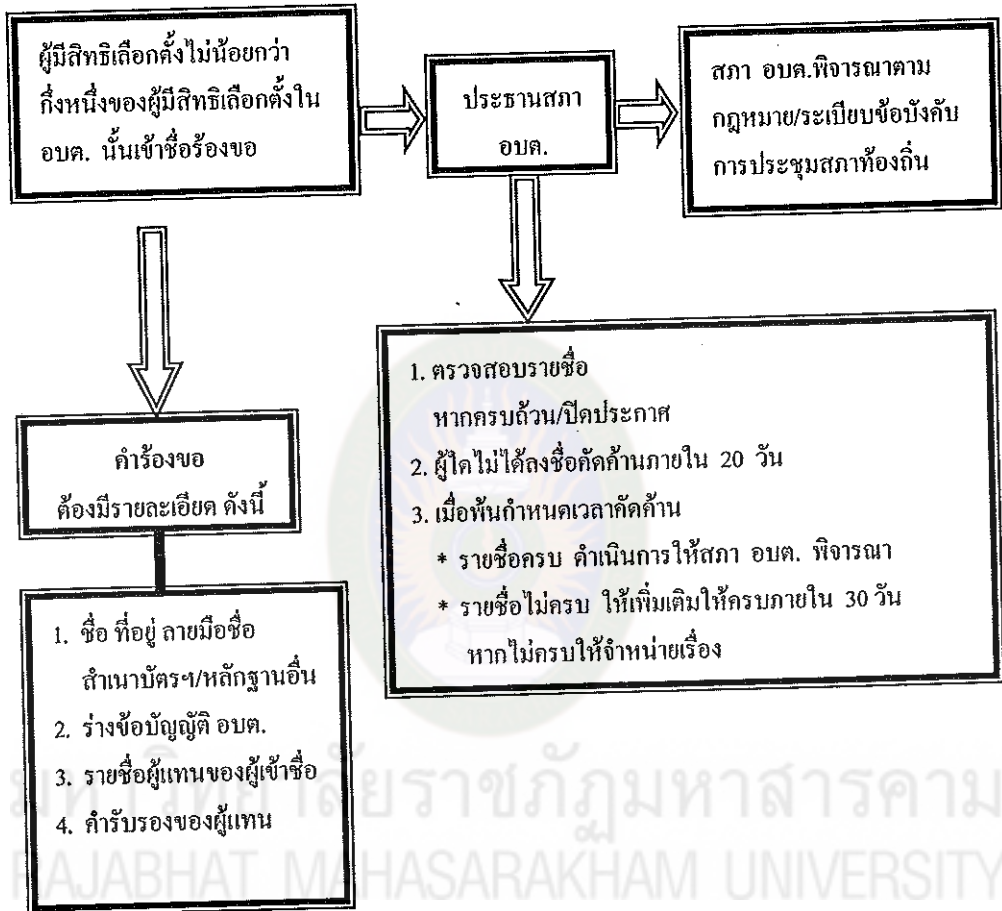 ผู้มีสิทธิเลือกตั้งไม่น้อยกว่า
กึ่งหนึ่งของผู้มีสิทธิเลือกตั้งใน
อบต. นั้นเข้าชื่อร้องขอ
ประธานสภา
อบต.
สภา อบต.พิจารณาตาม
กฎหมาย/ระเบียบข้อบังคับ
การประชุมสภาท้องถิ่น
คำร้องขอ
ต้องมีรายละเอียด ดังนี้
1. ชื่อ ที่อยู่ ลายมือชื่อ
สำเนาบัตรฯ/หลักฐานอื่น
2. ร่างข้อบัญญัติ อบต.
3. รายชื่อผู้แทนของผู้เข้าชื่อ
4. คำรับรองของผู้แทน
1. ตรวจสอบรายชื่อ
หากครบถ้วน/ปิดประกาศ
2. ผู้ใดไม่ได้ลงชื่อคัดค้านภายใน 20 วัน
3. เมื่อพ้นกำหนดเวลาคัดค้าน
* รายชื่อครบ ดำเนินการให้สภา อบต. พิจารณา
* รายชื่อไม่ครบ ให้เพิ่มเติมให้ครบภายใน 30 วัน
หากไม่ครบให้จำหน่ายเรื่อง
มหาวิทยาลัยราชภัฏมหาสารคาม
RAJABHAT MAHASARAKHAM UNIVERSITY